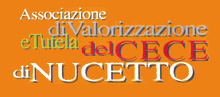 Associazione
di Valorizzazione
e Tutela del CECE
di NUCETTO